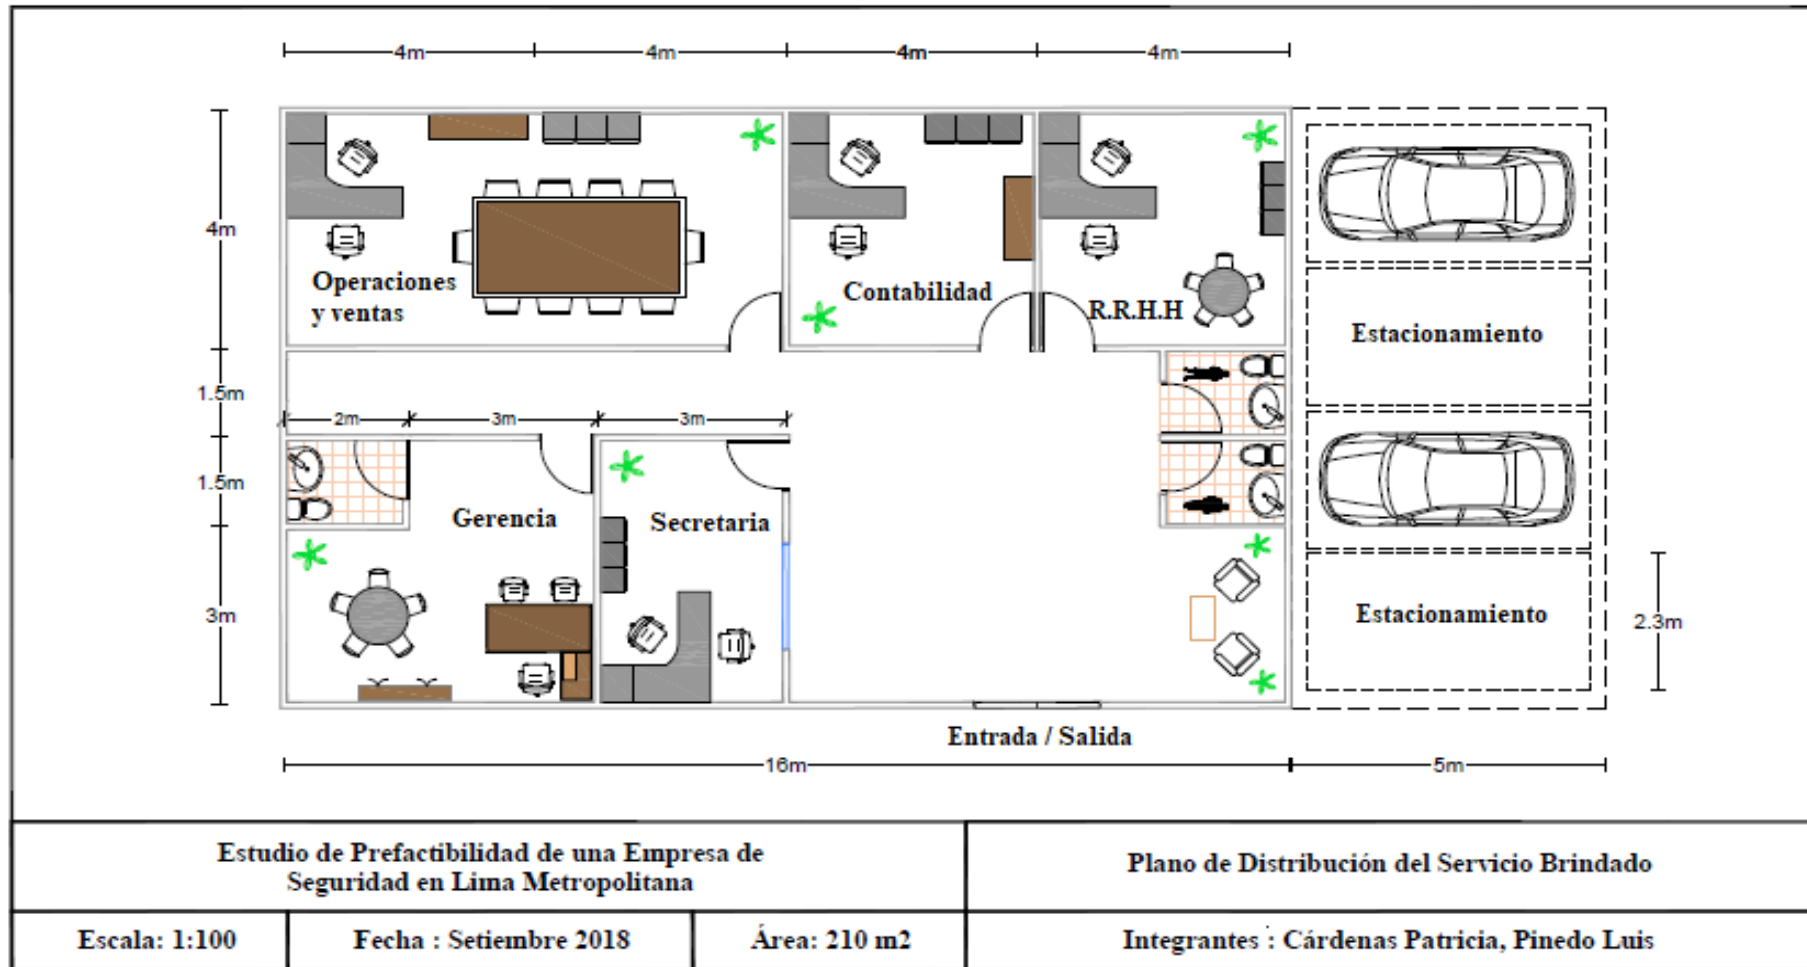 4m
4m
4m
4m
4m
Operaciones
y ventas
Contabilidad
R.R.H.H
Estacionamiento
1.5m
2m
3m
3m
1.5m
Gerencia
Secretaria
3m
Estacionamiento
2.3m
Entrada / Salida
16m
5m
Estudio de Prefactibilidad de una Empresa de
Seguridad en Lima Metropolitana
Plano de Distribución del Servicio Brindado
Escala: 1:100
Fecha : Setiembre 2018
Área: 210 m2
Integrantes : Cárdenas Patricia, Pinedo Luis